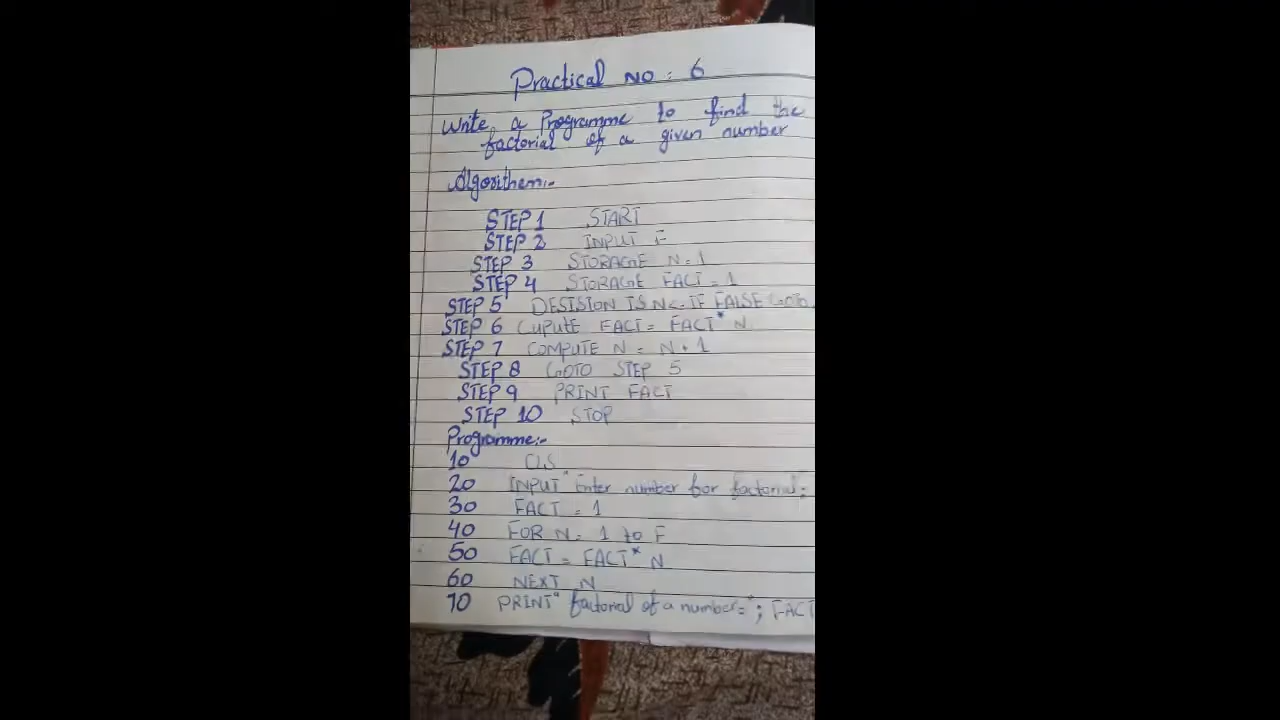 Practical NO : 6
Write a Programme to find the
factorial of a given number
Algorithem:-
STEP 1 START
STEP 2 INPUT F
STEP 3 STORAGE N = 1
STEP 4 STORAGE FACT = 1
STEP 5 DESISION IS N<= IF FALSE GOTO
STEP 6 CUPUTE FACT = FACT * N
STEP 7 COMPUTE N = N + 1
STEP 8 GOTO STEP 5
STEP 9 PRINT FACT
STEP 10 STOP
Programme:-
10 CLS
20 INPUT " Enter number for factorial;
30 FACT = 1
40 FOR N = 1 to F
50 FACT = FACT * N
60 NEXT N
70 PRINT " factorial of a number=" ; FACT